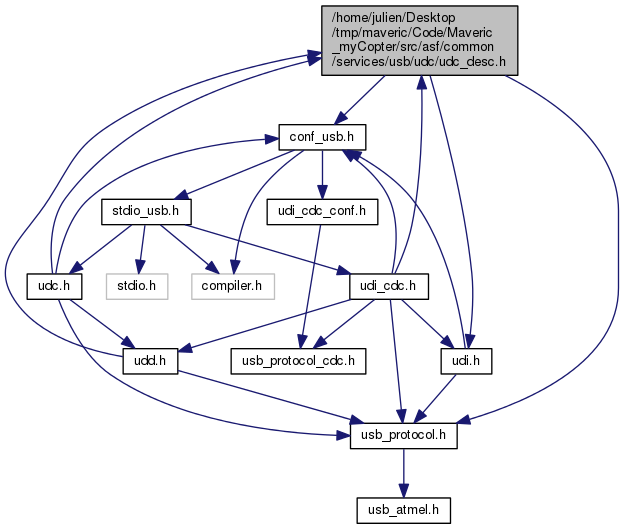 /home/julien/Desktop
/tmp/maveric/Code/Maveric
_myCopter/src/asf/common
/services/usb/udc/udc_desc.h
conf_usb.h
stdio_usb.h
udi_cdc_conf.h
udc.h
stdio.h
compiler.h
udi_cdc.h
udd.h
usb_protocol_cdc.h
udi.h
usb_protocol.h
usb_atmel.h